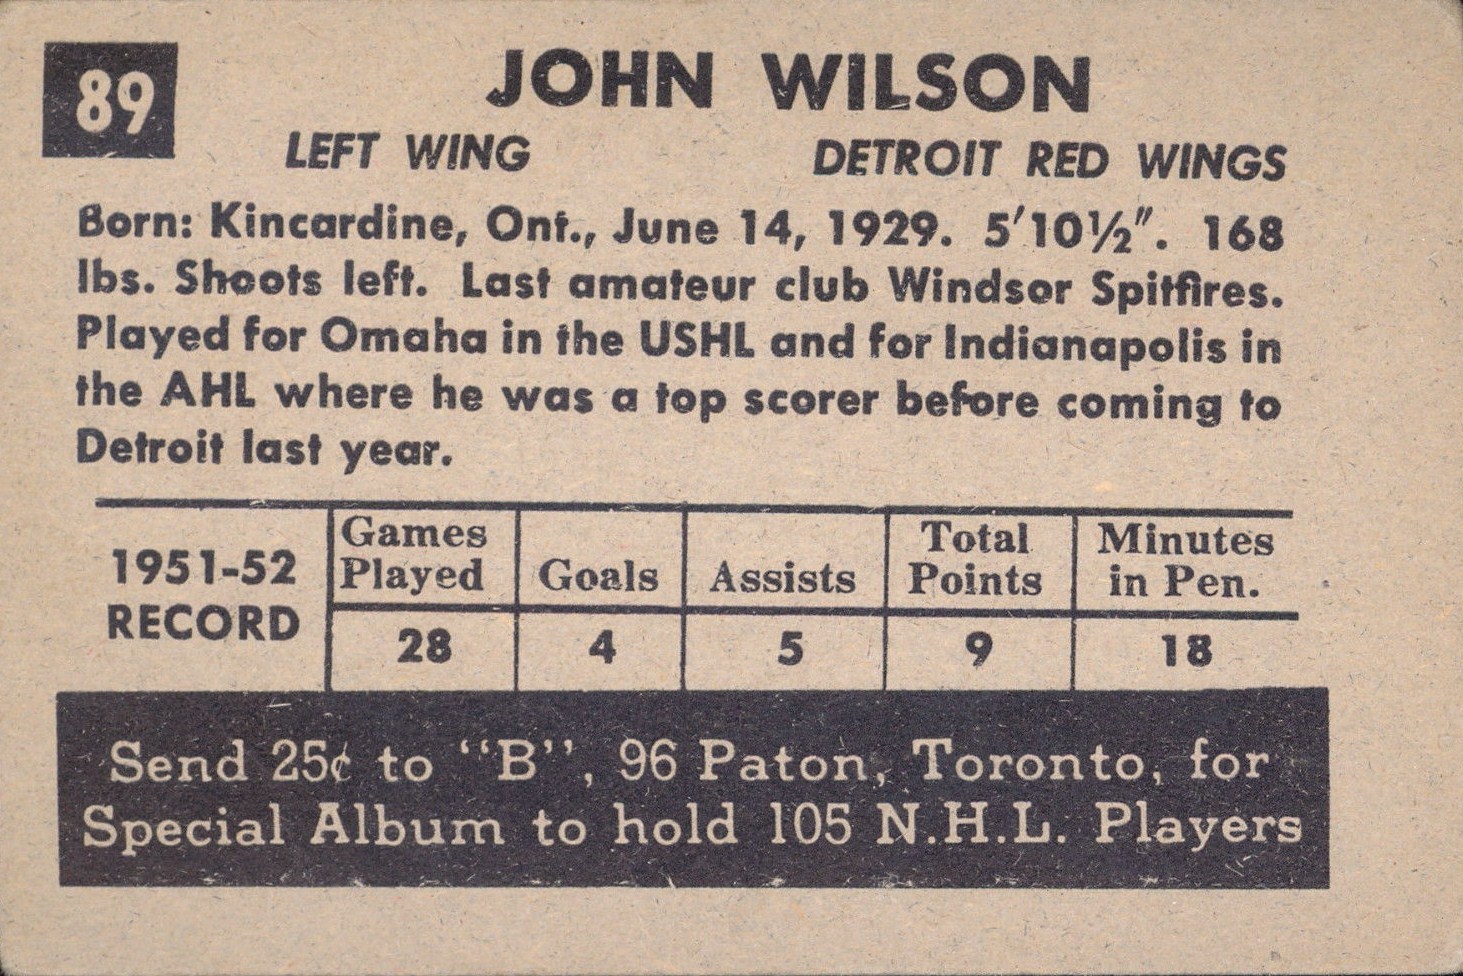 89
JOHN WILSON
LEFT WING DETROIT RED WINGS
Born: Kincardine, Ont., June 14, 1929. 5'10½". 168
lbs. Shoots left. Last amateur club Windsor Spitfires.
Played for Omaha in the USHL and for Indianapolis in
the AHL where he was a top scorer before coming to
Detroit last year.
1951-52 RECORD
Games Played
Goals
Assists
Total Points
Minutes in Pen.
28 4 5 9 18
Send 25¢ to "B", 96 Paton, Toronto, for
Special Album to hold 105 N.H.L. Players